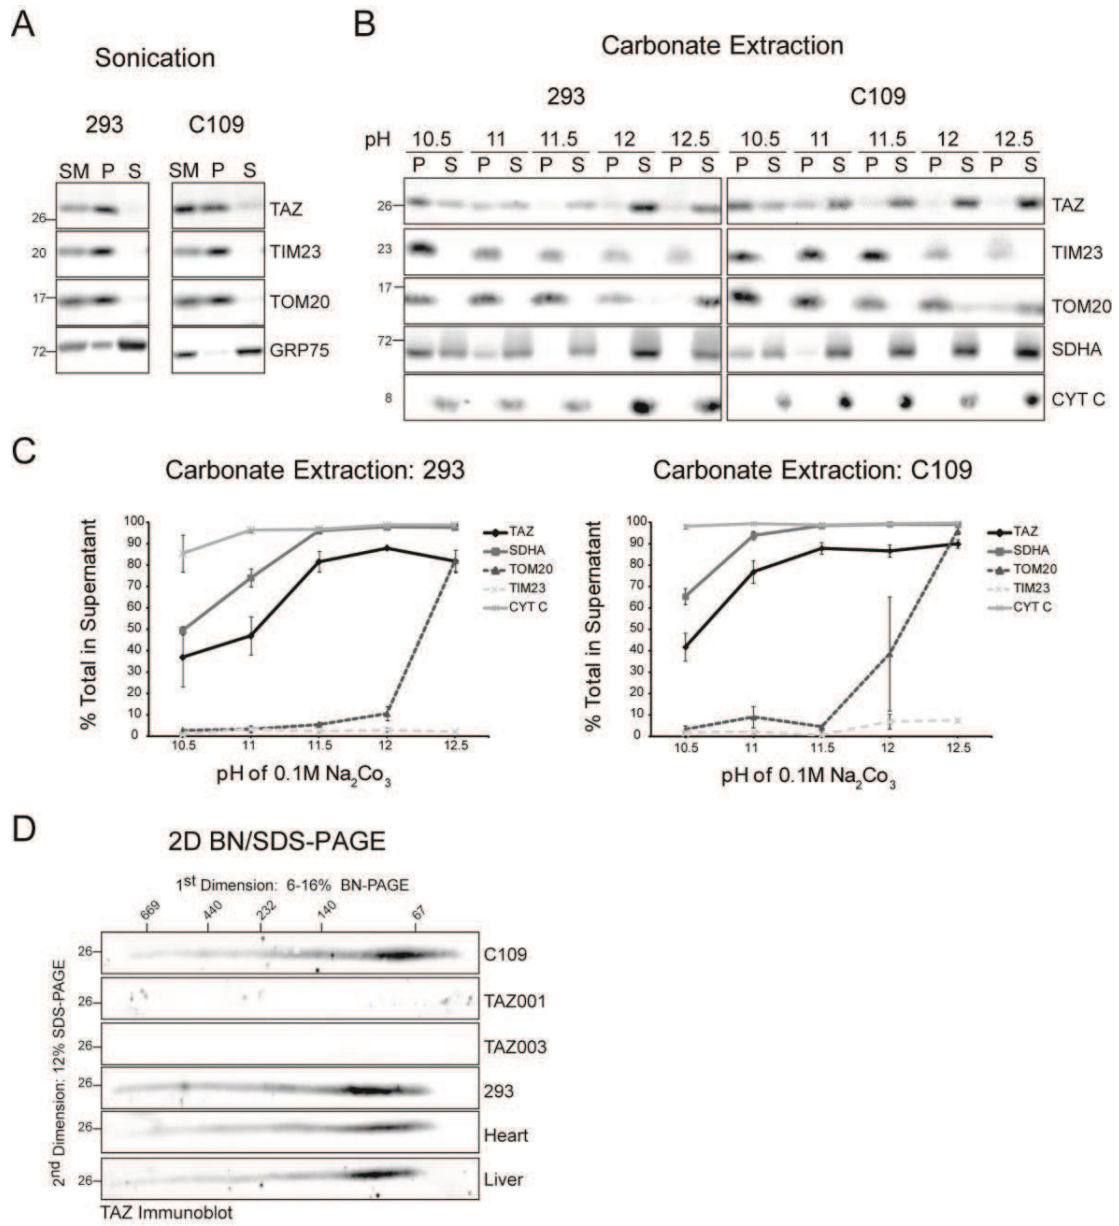 A
Sonication
293 C109
SM P S SM P S
26 TAZ
20 TIM23
17 TOM20
72 GRP75
B
Carbonate Extraction
293 C109
pH 10.5 11 11.5 12 12.5 10.5 11 11.5 12 12.5
P S P S P S P S P S P S P S P S P S P S
26 TAZ
23 TIM23
17 TOM20
72 SDHA
8 CYT C
C
Carbonate Extraction: 293
% Total in Supernatant
100
90
80
70
60
50
40
30
20
10
0
10.5 11 11.5 12 12.5
pH of 0.1M Na2Co3
TAZ
SDHA
TOM20
TIM23
CYT C
Carbonate Extraction: C109
% Total in Supernatant
100
90
80
70
60
50
40
30
20
10
0
10.5 11 11.5 12 12.5
pH of 0.1M Na2Co3
TAZ
SDHA
TOM20
TIM23
CYT C
D
2D BN/SDS-PAGE
1st Dimension: 6-16% BN-PAGE
669 440 232 140 67
2nd Dimension: 12% SDS-PAGE
26 C109
26 TAZ001
26 TAZ003
26 293
26 Heart
26 Liver
TAZ Immunoblot